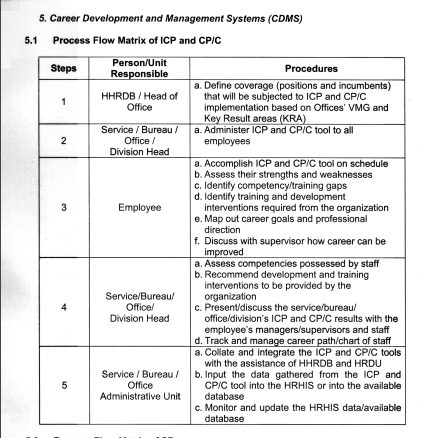 5. Career Development and Management Systems (CDMS)
5.1 Process Flow Matrix of ICP and CP/C
Steps
Person/Unit
Responsible
Procedures
1
HHRDB / Head of
Office
a. Define coverage (positions and incumbents)
that will be subjected to ICP and CP/C
implementation based on Offices' VMG and
Key Result areas (KRA)
2
Service / Bureau /
Office /
Division Head
a. Administer ICP and CP/C tool to all
employees
3
Employee
a. Accomplish ICP and CP/C tool on schedule
b. Assess their strengths and weaknesses
c. Identify competency/training gaps
d. Identify training and development
interventions required from the organization
e. Map out career goals and professional
direction
f. Discuss with supervisor how career can be
improved
4
Service/Bureau/
Office/
Division Head
a. Assess competencies possessed by staff
b. Recommend development and training
interventions to be provided by the
organization
c. Present/discuss the service/bureau/
office/division's ICP and CP/C results with the
employee's managers/supervisors and staff
d. Track and manage career path/chart of staff
5
Service / Bureau /
Office
Administrative Unit
a. Collate and integrate the ICP and CP/C tools
with the assistance of HHRDB and HRDU
b. Input the data gathered from the ICP and
CP/C tool into the HRHIS or into the available
database
c. Monitor and update the HRHIS data/available
database